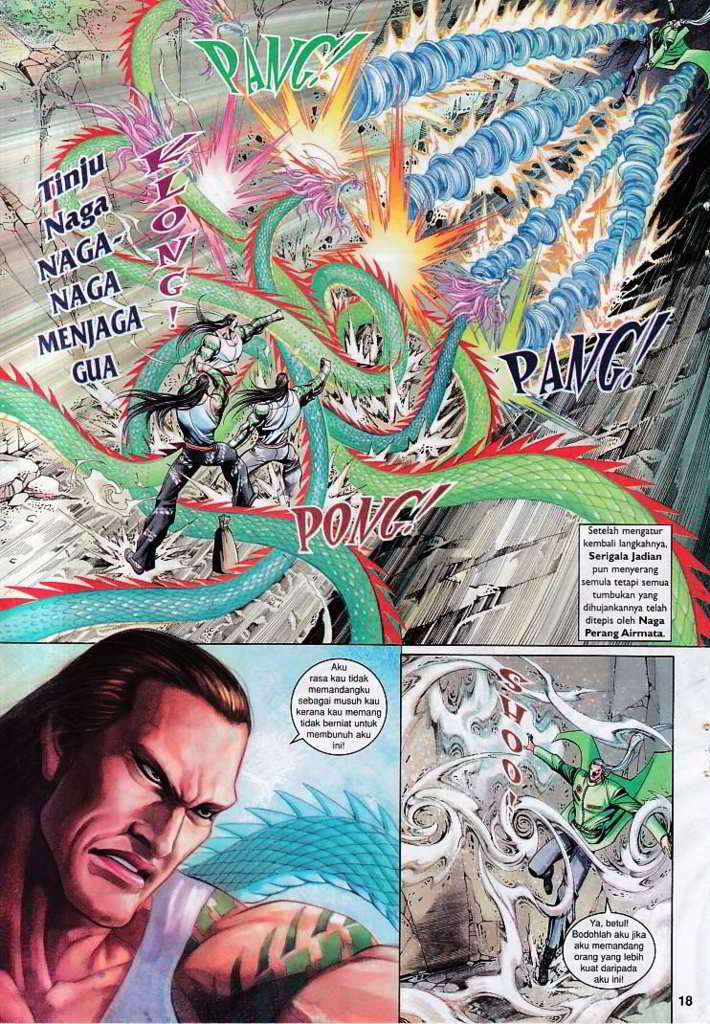 PANG!
Tinju
Naga
NAGA-
NAGA
MENJAGA
GUA
KLONG!
PANG!
PONG!
Setelah mengatur
kembali langkahnya,
Serigala Jadian
pun menyerang
semula tetapi semua
tumbukan yang
dihujankannya telah
ditepis oleh Naga
Perang Airmata.
Aku
rasa kau tidak
memandangku
sebagai musuh kau
kerana kau memang
tidak berniat untuk
membunuh aku
ini!
SHOOO
Ya, betul!
Bodohlah aku jika
aku memandang
orang yang lebih
kuat daripada
aku ini!
18